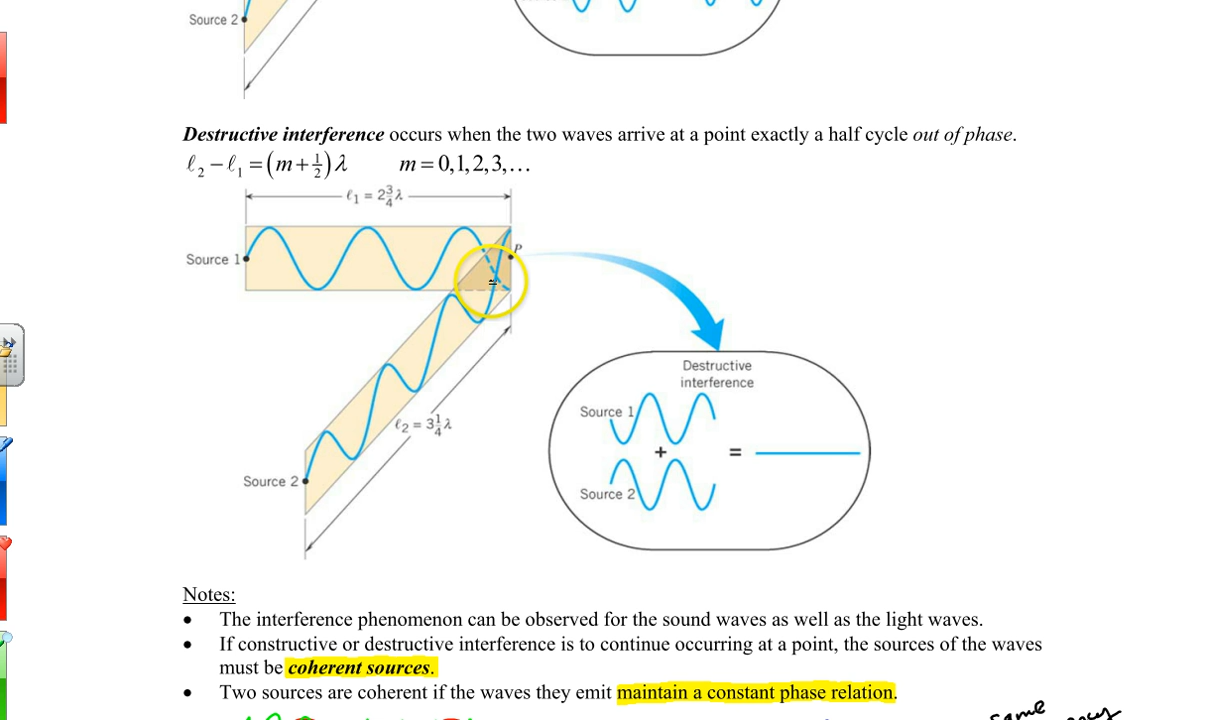 Source 2
Destructive interference occurs when the two waves arrive at a point exactly a half cycle out of phase.
ℓ₂ − ℓ₁ = (m + ½)λ m = 0, 1, 2, 3, …
ℓ₁ = 2¾λ
P
Source 1
=
ℓ₂ = 3¼λ
Source 2
Destructive
interference
Source 1
+ =
Source 2
Notes:
• The interference phenomenon can be observed for the sound waves as well as the light waves.
• If constructive or destructive interference is to continue occurring at a point, the sources of the waves
must be coherent sources.
• Two sources are coherent if the waves they emit maintain a constant phase relation.
same